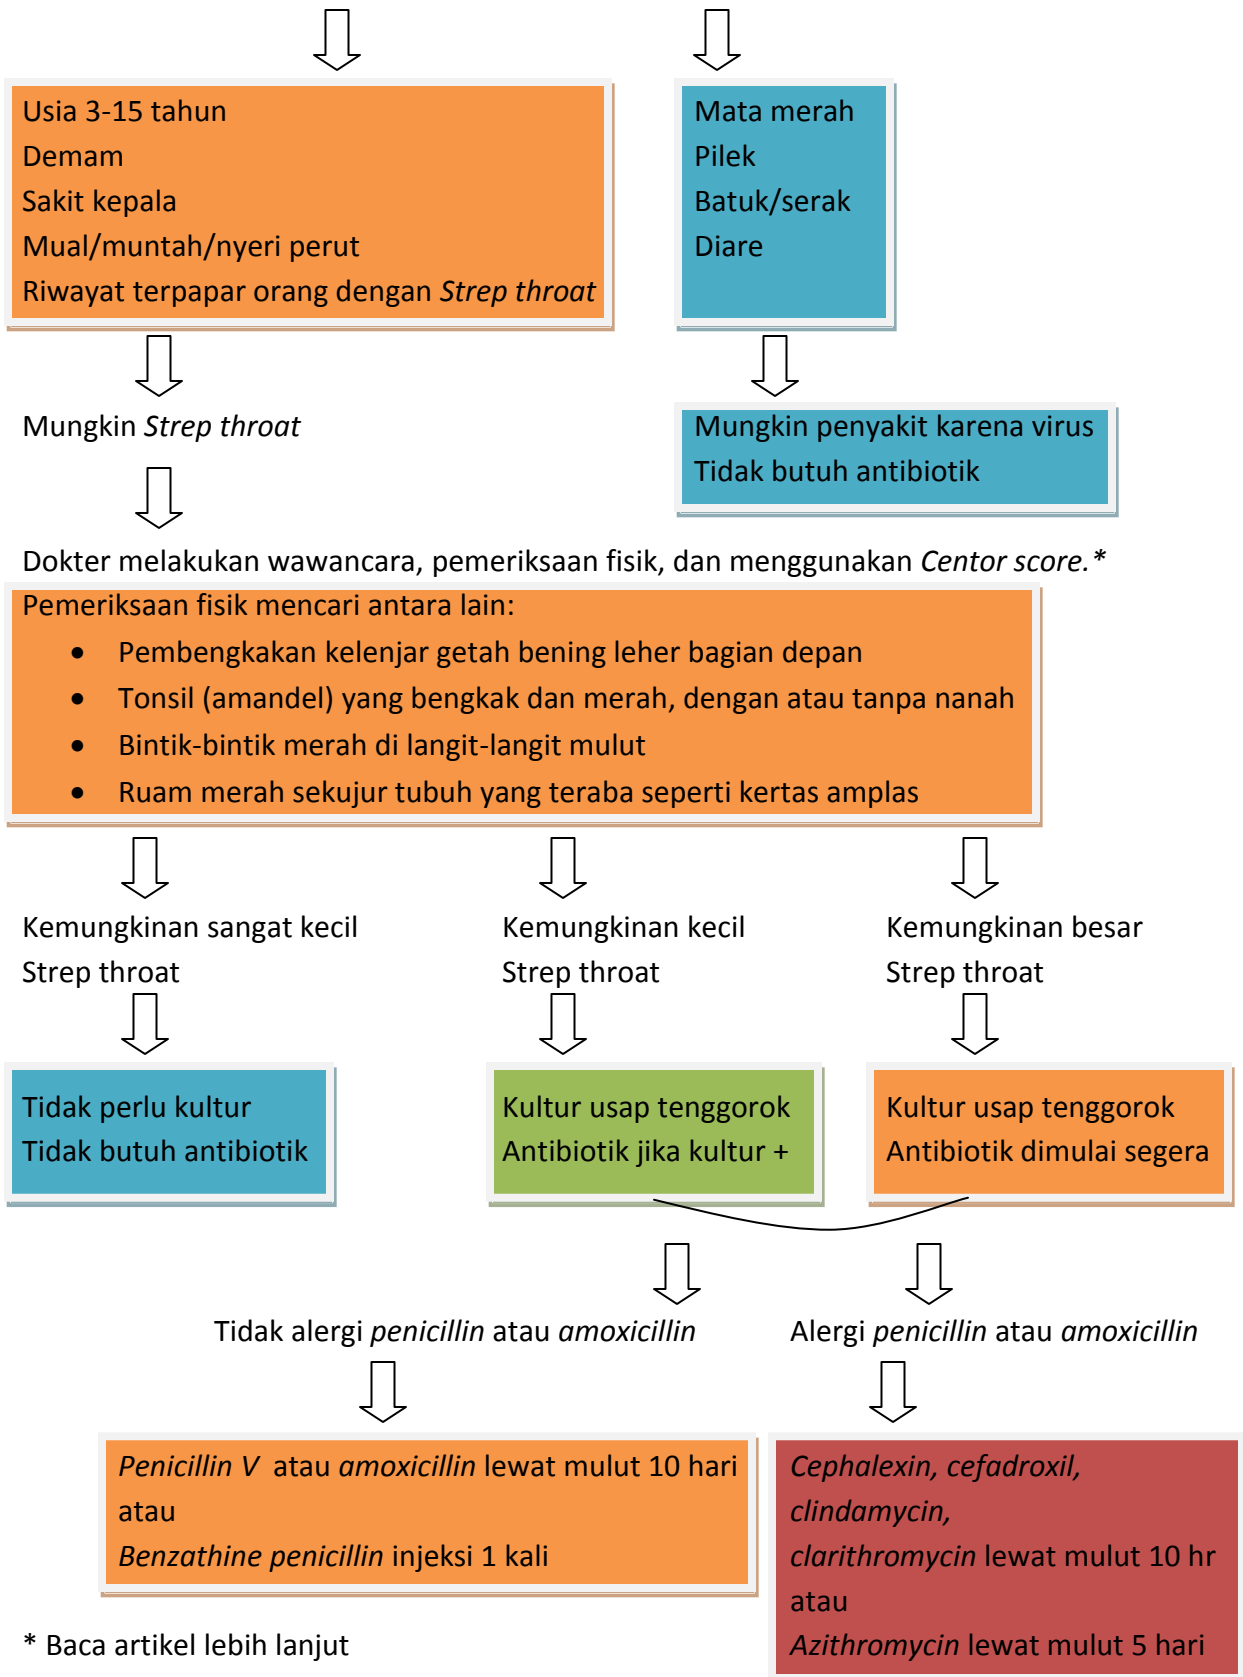 Usia 3-15 tahun
Demam
Sakit kepala
Mual/muntah/nyeri perut
Riwayat terpapar orang dengan Strep throat
Mata merah
Pilek
Batuk/serak
Diare
Mungkin Strep throat
Mungkin penyakit karena virus
Tidak butuh antibiotik
Dokter melakukan wawancara, pemeriksaan fisik, dan menggunakan Centor score.*
Pemeriksaan fisik mencari antara lain:
• Pembengkakan kelenjar getah bening leher bagian depan
• Tonsil (amandel) yang bengkak dan merah, dengan atau tanpa nanah
• Bintik-bintik merah di langit-langit mulut
• Ruam merah sekujur tubuh yang teraba seperti kertas amplas
Kemungkinan sangat kecil
Strep throat
Kemungkinan kecil
Strep throat
Kemungkinan besar
Strep throat
Tidak perlu kultur
Tidak butuh antibiotik
Kultur usap tenggorok
Antibiotik jika kultur +
Kultur usap tenggorok
Antibiotik dimulai segera
Tidak alergi penicillin atau amoxicillin
Alergi penicillin atau amoxicillin
Penicillin V atau amoxicillin lewat mulut 10 hari
atau
Benzathine penicillin injeksi 1 kali
Cephalexin, cefadroxil,
clindamycin,
clarithromycin lewat mulut 10 hr
atau
Azithromycin lewat mulut 5 hari
* Baca artikel lebih lanjut